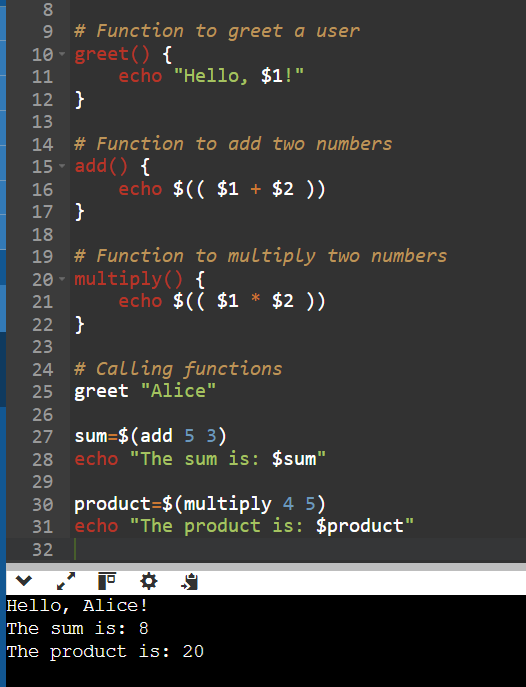 8
9 # Function to greet a user
10 greet() {
11     echo "Hello, $1!"
12 }
13
14 # Function to add two numbers
15 add() {
16     echo $(( $1 + $2 ))
17 }
18
19 # Function to multiply two numbers
20 multiply() {
21     echo $(( $1 * $2 ))
22 }
23
24 # Calling functions
25 greet "Alice"
26
27 sum=$(add 5 3)
28 echo "The sum is: $sum"
29
30 product=$(multiply 4 5)
31 echo "The product is: $product"
32
Hello, Alice!
The sum is: 8
The product is: 20